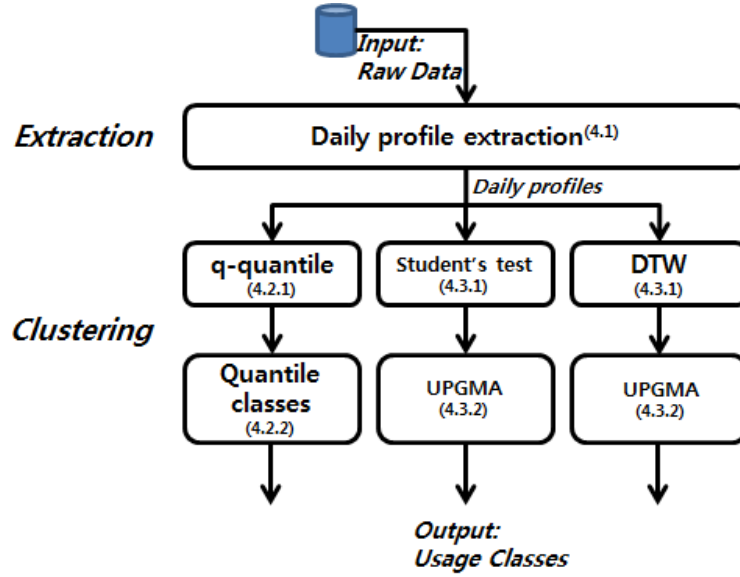 Input:
Raw Data
Extraction
Daily profile extraction(4.1)
Daily profiles
q-quantile
(4.2.1)
Student's test
(4.3.1)
DTW
(4.3.1)
Clustering
Quantile
classes
(4.2.2)
UPGMA
(4.3.2)
UPGMA
(4.3.2)
Output:
Usage Classes